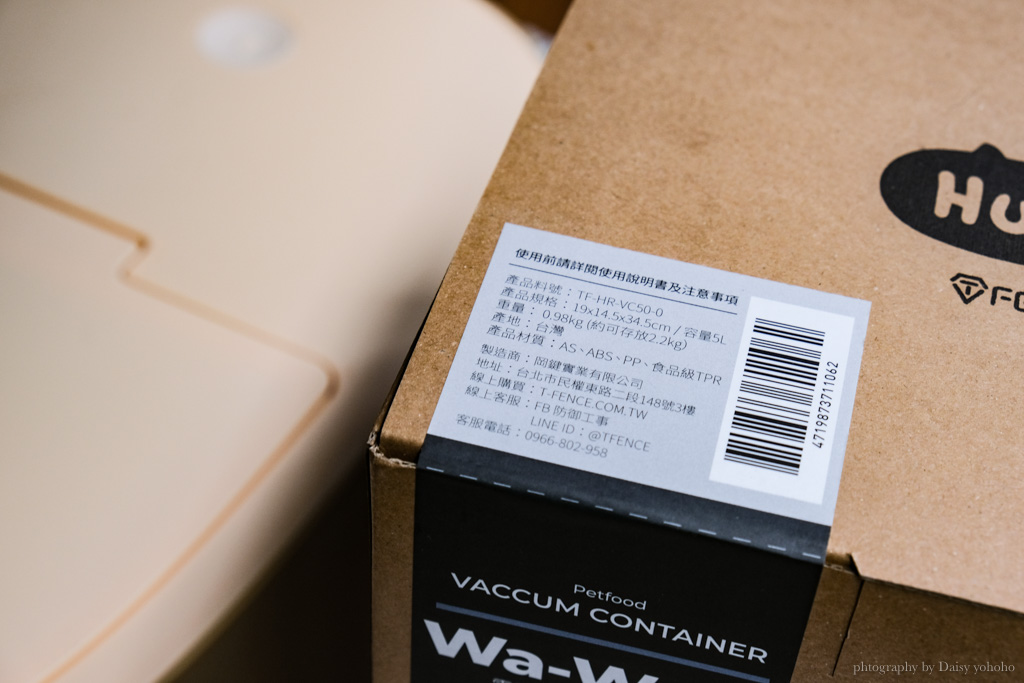 Hu
使用前請詳閱使用說明書及注意事項
產品料號：TF-HR-VC50-0
產品規格：19x14.5x34.5cm / 容量5L
重量：0.98kg (約可存放2.2kg)
產地：台灣
產品材質：AS、ABS、PP、食品級TPR
製造商：岡鍵實業有限公司
地址：台北市民權東路二段148號3樓
線上購買：T-FENCE.COM.TW
線上客服：FB 防御工事
LINE ID：@TFENCE
客服電話：0966-802-958
4719873711062
Petfood
VACCUM CONTAINER
Wa-W
photography by Daisy yohoho